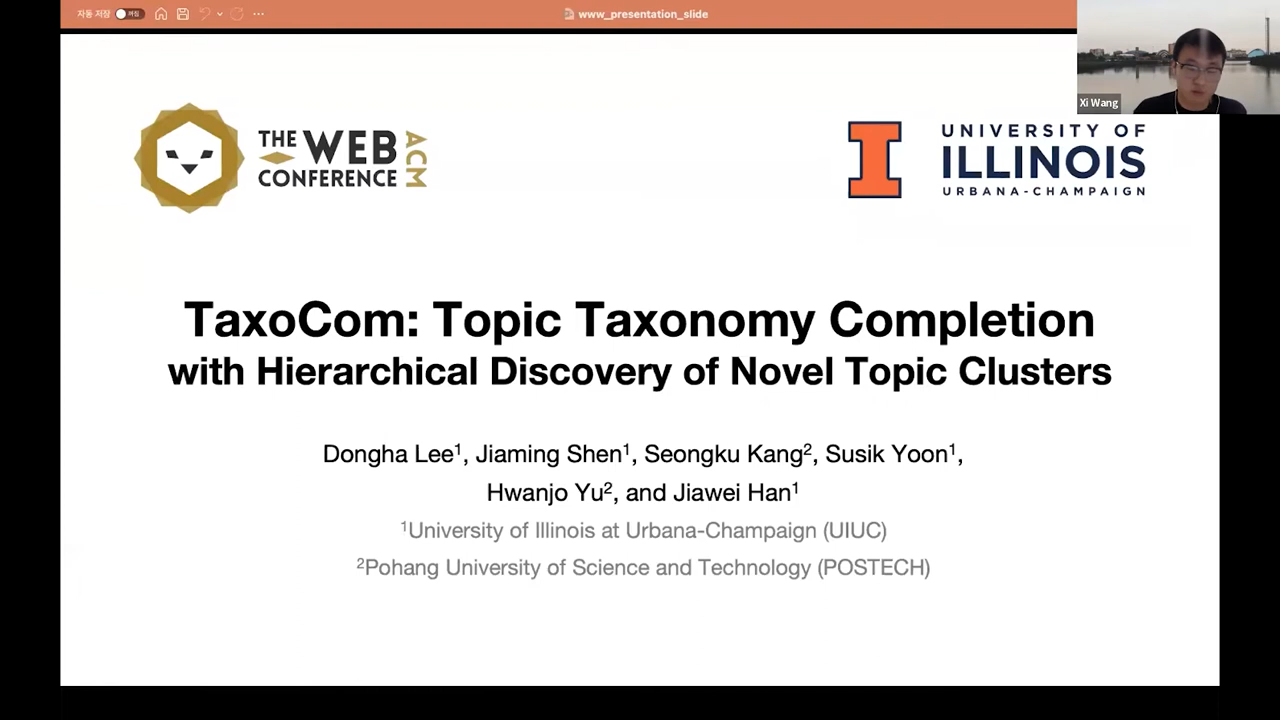 자동 저장 꺼짐 www_presentation_slide
Xi Wang
THE WEB CONFERENCE ACM
UNIVERSITY OF
ILLINOIS
URBANA-CHAMPAIGN
TaxoCom: Topic Taxonomy Completion
with Hierarchical Discovery of Novel Topic Clusters
Dongha Lee¹, Jiaming Shen¹, Seongku Kang², Susik Yoon¹,
Hwanjo Yu², and Jiawei Han¹
¹University of Illinois at Urbana-Champaign (UIUC)
²Pohang University of Science and Technology (POSTECH)